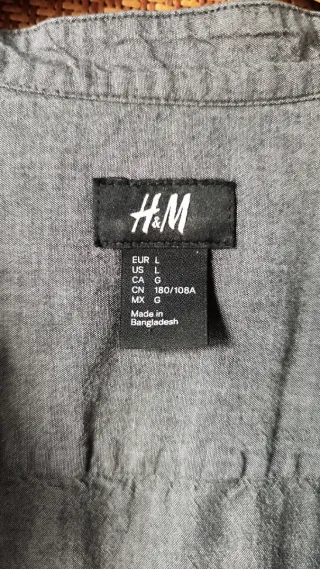 H&M
EUR L
US L
CA G
CN 180/108A
MX G
Made in
Bangladesh